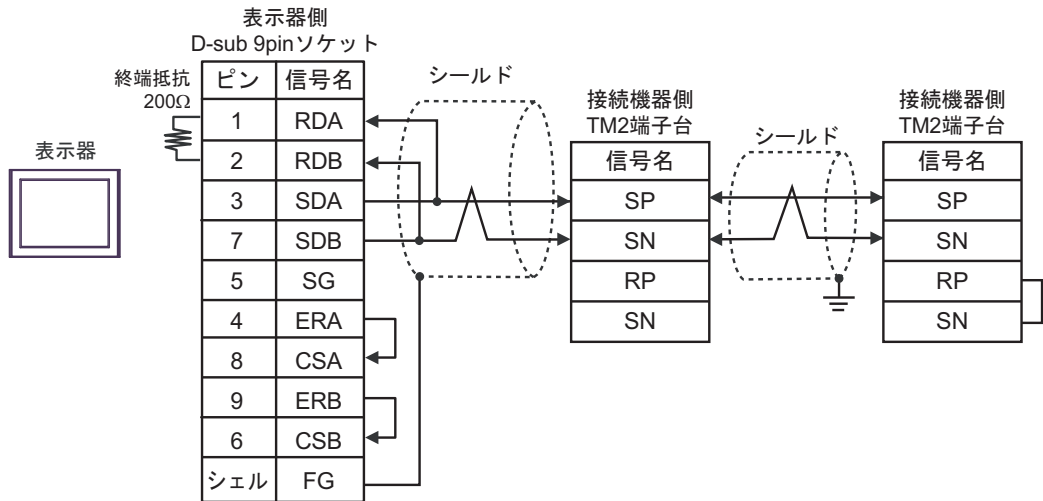 表示器側
D-sub 9pinソケット
終端抵抗
200Ω
表示器
ピン 信号名
1 RDA
2 RDB
3 SDA
7 SDB
5 SG
4 ERA
8 CSA
9 ERB
6 CSB
シェル FG
シールド
接続機器側
TM2端子台
信号名
SP
SN
RP
SN
シールド
接続機器側
TM2端子台
信号名
SP
SN
RP
SN